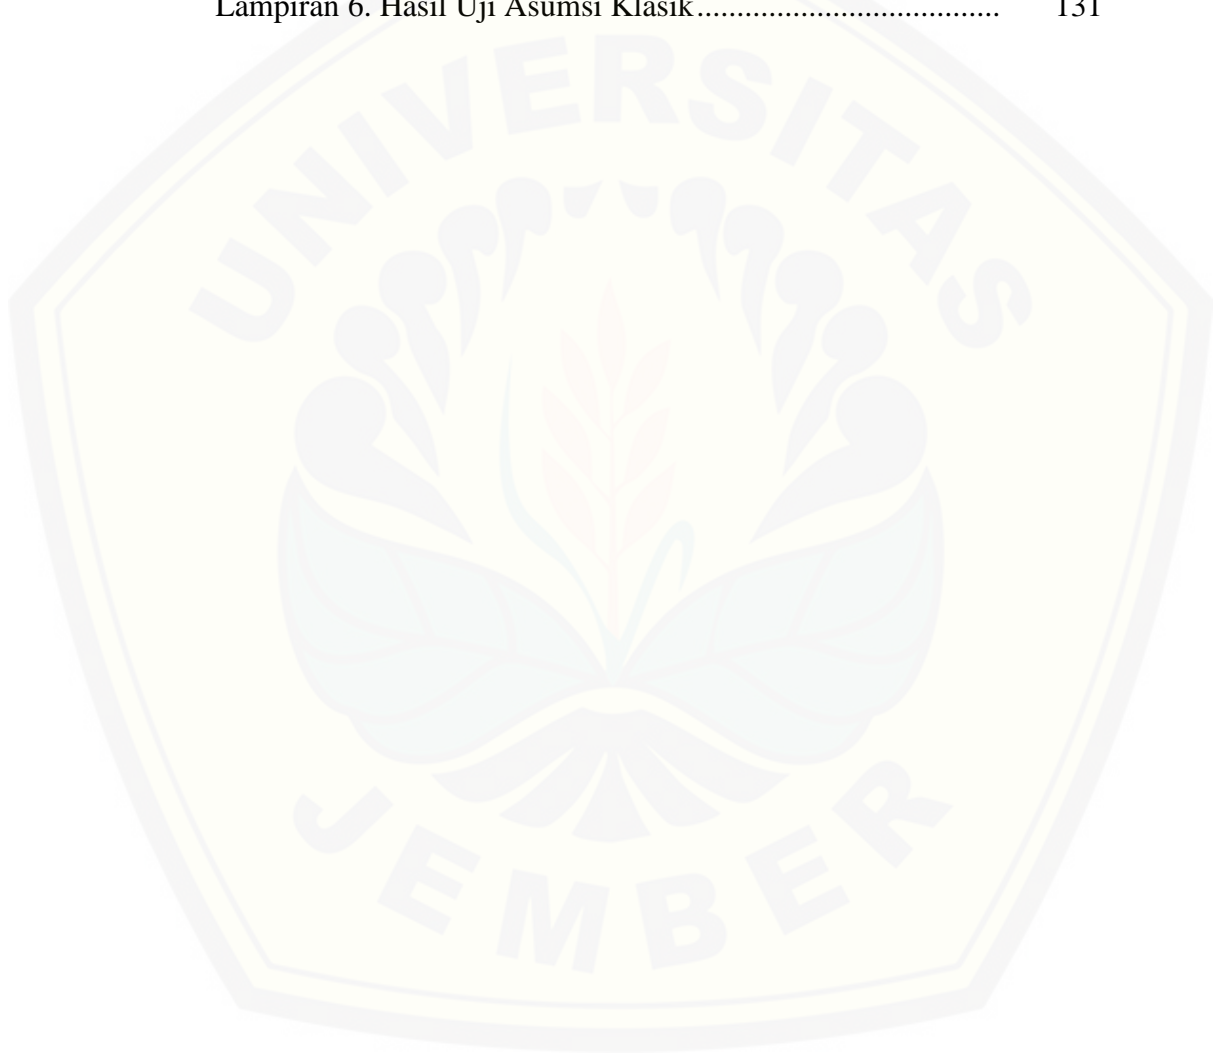 Lampiran 6. Hasil Uji Asumsi Klasik...................................... 131
UNIVERSITAS
JEMBER